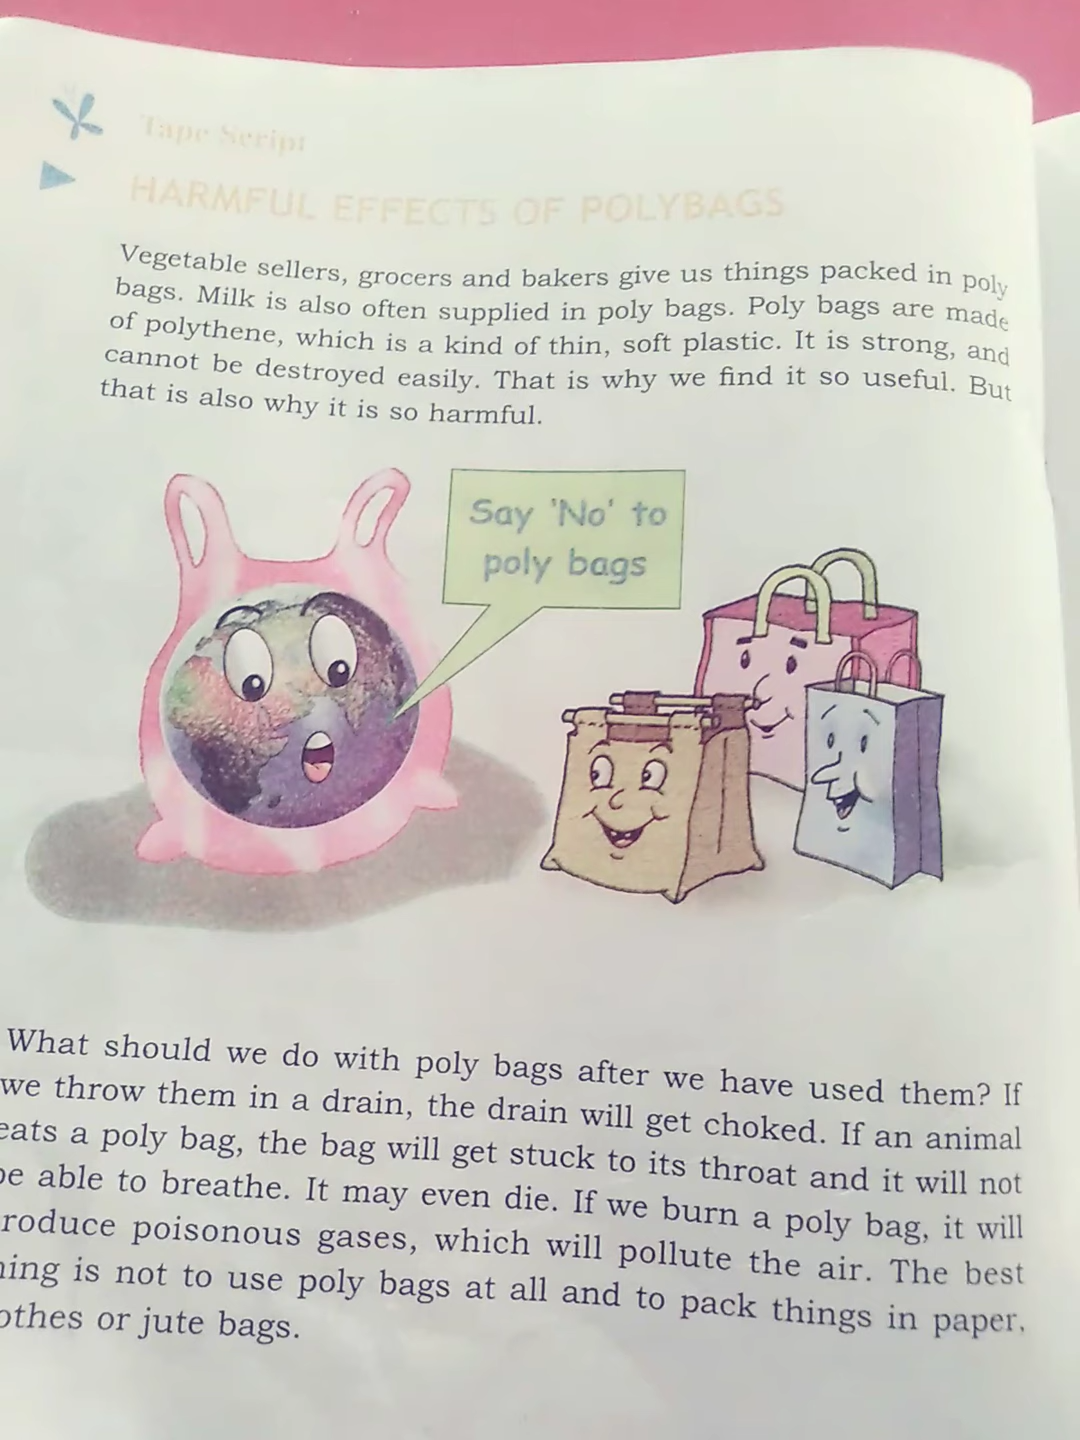 Tape Script
HARMFUL EFFECTS OF POLYBAGS
Vegetable sellers, grocers and bakers give us things packed in poly
bags. Milk is also often supplied in poly bags. Poly bags are made
of polythene, which is a kind of thin, soft plastic. It is strong, and
cannot be destroyed easily. That is why we find it so useful. But
that is also why it is so harmful.
Say 'No' to
poly bags
What should we do with poly bags after we have used them? If
we throw them in a drain, the drain will get choked. If an animal
eats a poly bag, the bag will get stuck to its throat and it will not
be able to breathe. It may even die. If we burn a poly bag, it will
roduce poisonous gases, which will pollute the air. The best
ing is not to use poly bags at all and to pack things in paper,
othes or jute bags.